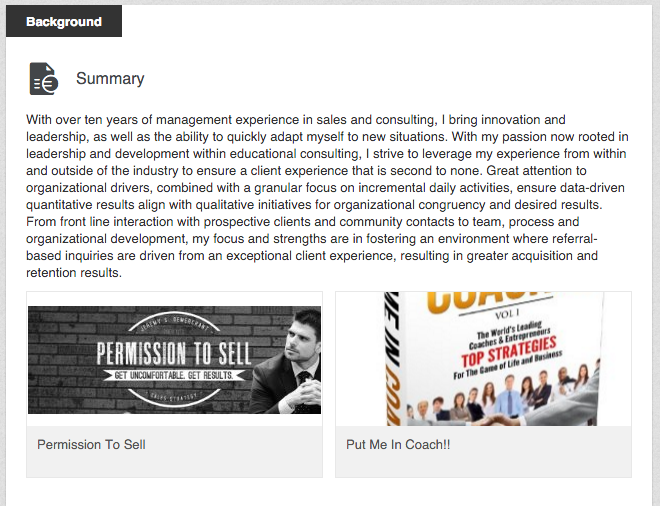 Background
Summary
With over ten years of management experience in sales and consulting, I bring innovation and
leadership, as well as the ability to quickly adapt myself to new situations. With my passion now rooted in
leadership and development within educational consulting, I strive to leverage my experience from within
and outside of the industry to ensure a client experience that is second to none. Great attention to
organizational drivers, combined with a granular focus on incremental daily activities, ensure data-driven
quantitative results align with qualitative initiatives for organizational congruency and desired results.
From front line interaction with prospective clients and community contacts to team, process and
organizational development, my focus and strengths are in fostering an environment where referral-
based inquiries are driven from an exceptional client experience, resulting in greater acquisition and
retention results.
PERMISSION TO SELL
GET UNCOMFORTABLE. GET RESULTS.
SALES STRATEGY
Permission To Sell
VOL I
The World's Leading
Coaches & Entrepreneurs
TOP STRATEGIES
For The Game of Life and Business
ME IN
Put Me In Coach!!